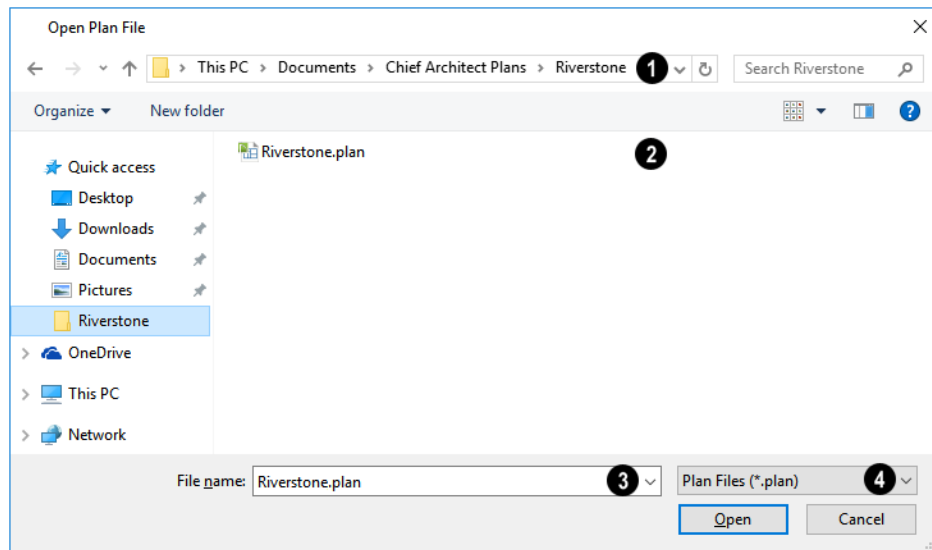 Open Plan File
This PC > Documents > Chief Architect Plans > Riverstone 1 Search Riverstone
Organize New folder
Riverstone.plan 2
Quick access
Desktop
Downloads
Documents
Pictures
Riverstone
OneDrive
This PC
Network
File name: Riverstone.plan 3 Plan Files (*.plan) 4
Open Cancel